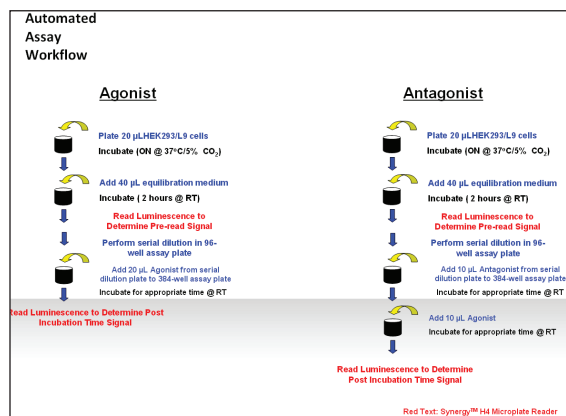 Automated
Assay
Workflow
Agonist
Plate 20 µLHEK293/L9 cells
Incubate (ON @ 37°C/5% CO₂)
Add 40 µL equilibration medium
Incubate ( 2 hours @ RT)
Read Luminescence to
Determine Pre-read Signal
Perform serial dilution in 96-
well assay plate
Add 20 µL Agonist from serial
dilution plate to 384-well assay plate
Incubate for appropriate time @ RT
Read Luminescence to Determine Post
Incubation Time Signal
Antagonist
Plate 20 µLHEK293/L9 cells
Incubate (ON @ 37°C/5% CO₂)
Add 40 µL equilibration medium
Incubate ( 2 hours @ RT)
Read Luminescence to
Determine Pre-read Signal
Perform serial dilution in 96-
well assay plate
Add 10 µL Antagonist from serial
dilution plate to 384-well assay plate
Incubate for appropriate time @ RT
Add 10 µL Agonist
Incubate for appropriate time @ RT
Read Luminescence to Determine
Post Incubation Time Signal
Red Text: Synergy™ H4 Microplate Reader